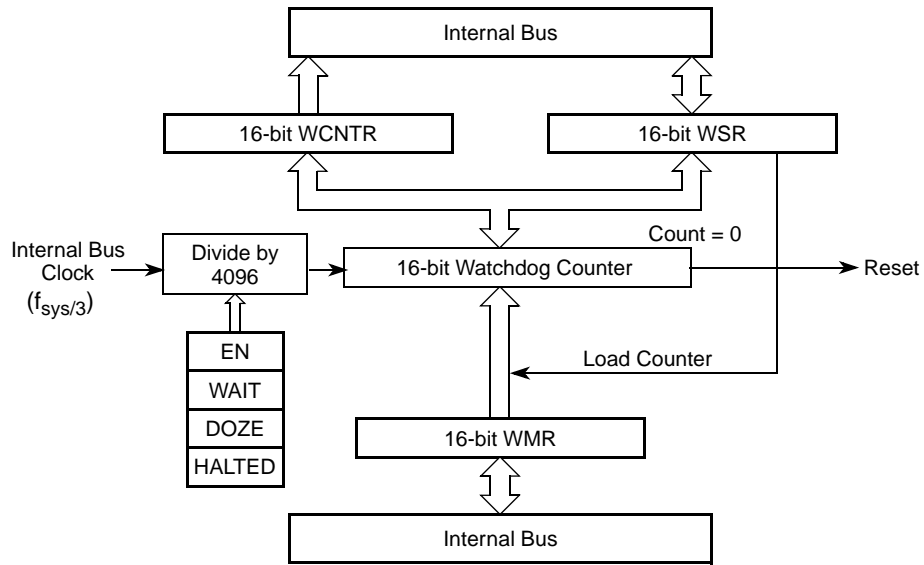 Internal Bus
16-bit WCNTR
16-bit WSR
Internal Bus
Clock
(fsys/3)
Divide by
4096
16-bit Watchdog Counter
Count = 0
Reset
EN
WAIT
DOZE
HALTED
Load Counter
16-bit WMR
Internal Bus